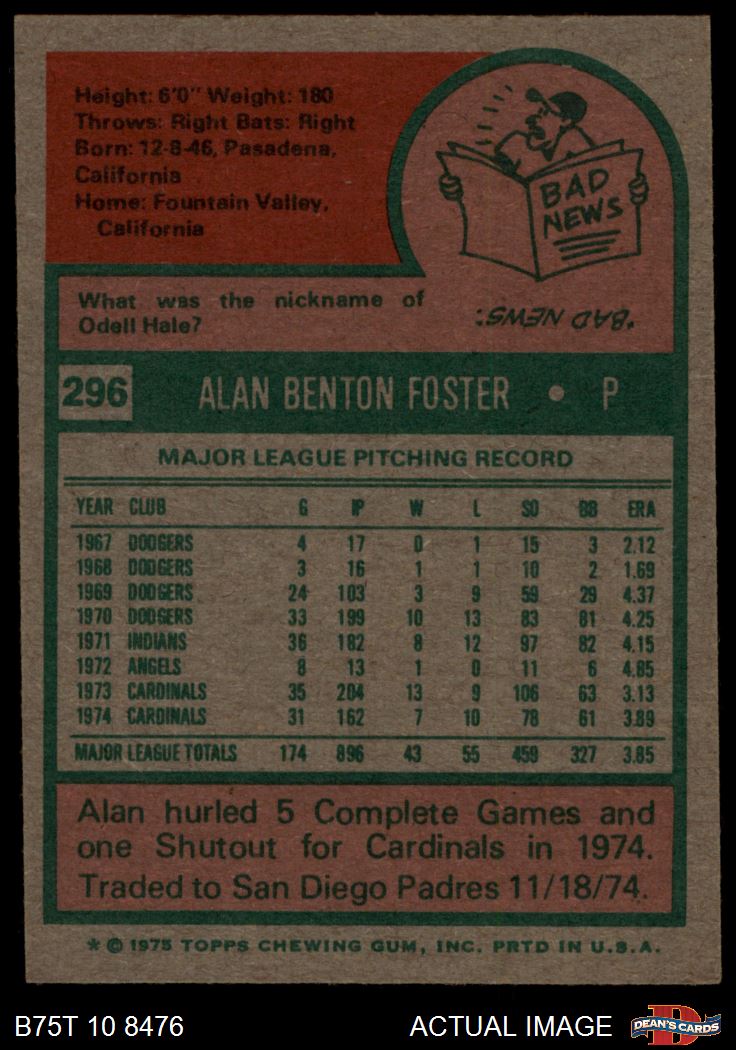 Height: 6'0" Weight: 180
Throws: Right Bats: Right
Born: 12-8-46, Pasadena,
California
Home: Fountain Valley,
California
BAD
NEWS
What was the nickname of
Odell Hale?
"BAD NEWS."
296 ALAN BENTON FOSTER • P
MAJOR LEAGUE PITCHING RECORD
YEAR CLUB G IP W L SO BB ERA
1967 DODGERS 4 17 0 1 15 3 2.12
1968 DODGERS 3 16 1 1 10 2 1.69
1969 DODGERS 24 103 3 9 59 29 4.37
1970 DODGERS 33 199 10 13 83 81 4.25
1971 INDIANS 36 182 8 12 97 82 4.15
1972 ANGELS 8 13 1 0 11 6 4.85
1973 CARDINALS 35 204 13 9 106 63 3.13
1974 CARDINALS 31 162 7 10 78 61 3.89
MAJOR LEAGUE TOTALS 174 896 43 55 459 327 3.85
Alan hurled 5 Complete Games and
one Shutout for Cardinals in 1974.
Traded to San Diego Padres 11/18/74.
* © 1975 TOPPS CHEWING GUM, INC. PRTD IN U.S.A.
B75T 10 8476 ACTUAL IMAGE DEAN'S CARDS